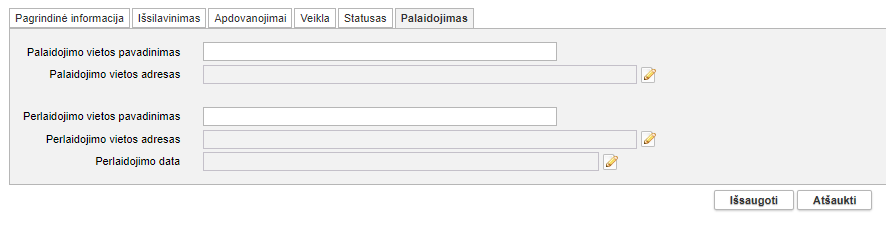 Pagrindinė informacija Išsilavinimas Apdovanojimai Veikla Statusas Palaidojimas
Palaidojimo vietos pavadinimas
Palaidojimo vietos adresas
Perlaidojimo vietos pavadinimas
Perlaidojimo vietos adresas
Perlaidojimo data
Išsaugoti Atšaukti